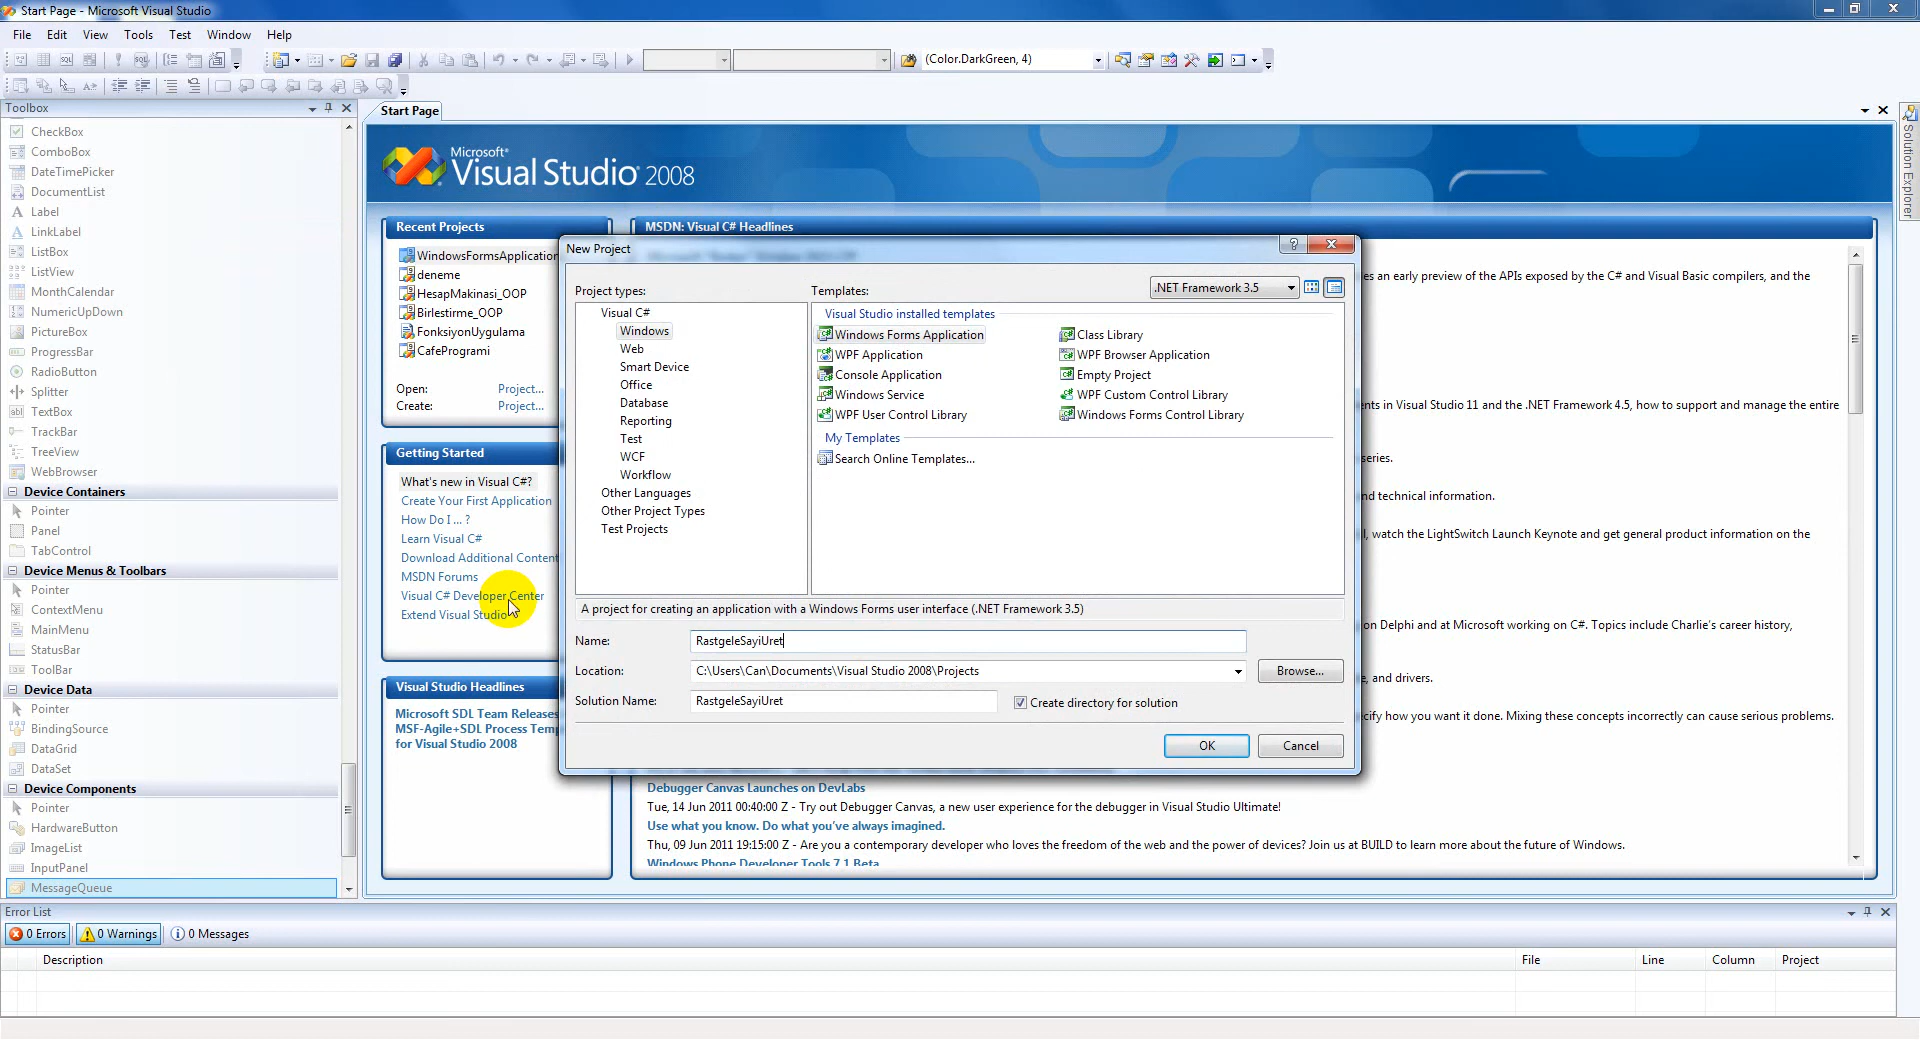 Start Page - Microsoft Visual Studio
File Edit View Tools Test Window Help
(Color.DarkGreen, 4)
Toolbox
CheckBox
ComboBox
DateTimePicker
DocumentList
Label
LinkLabel
ListBox
ListView
MonthCalendar
NumericUpDown
PictureBox
ProgressBar
RadioButton
Splitter
TextBox
TrackBar
TreeView
WebBrowser
Device Containers
Pointer
Panel
TabControl
Device Menus & Toolbars
Pointer
ContextMenu
MainMenu
StatusBar
ToolBar
Device Data
Pointer
BindingSource
DataGrid
DataSet
Device Components
Pointer
HardwareButton
ImageList
InputPanel
MessageQueue
Start Page
Microsoft®
Visual Studio® 2008
Recent Projects
WindowsFormsApplication
deneme
HesapMakinasi_OOP
Birlestirme_OOP
FonksiyonUygulama
CafeProgrami
Open: Project...
Create: Project...
Getting Started
What's new in Visual C#?
Create Your First Application
How Do I ... ?
Learn Visual C#
Download Additional Content
MSDN Forums
Visual C# Developer Center
Extend Visual Studio
Visual Studio Headlines
Microsoft SDL Team Releases
MSF-Agile+SDL Process Temp
for Visual Studio 2008
MSDN: Visual C# Headlines
es an early preview of the APIs exposed by the C# and Visual Basic compilers, and the
nts in Visual Studio 11 and the .NET Framework 4.5, how to support and manage the entire
series.
nd technical information.
l, watch the LightSwitch Launch Keynote and get general product information on the
on Delphi and at Microsoft working on C#. Topics include Charlie's career history,
e, and drivers.
cify how you want it done. Mixing these concepts incorrectly can cause serious problems.
New Project
Project types:
Visual C#
Windows
Web
Smart Device
Office
Database
Reporting
Test
WCF
Workflow
Other Languages
Other Project Types
Test Projects
Templates:
.NET Framework 3.5
Visual Studio installed templates
Windows Forms Application
Class Library
WPF Application
WPF Browser Application
Console Application
Empty Project
Windows Service
WPF Custom Control Library
WPF User Control Library
Windows Forms Control Library
My Templates
Search Online Templates...
A project for creating an application with a Windows Forms user interface (.NET Framework 3.5)
Name: RastgeleSayiUret
Location: C:\Users\Can\Documents\Visual Studio 2008\Projects
Browse...
Solution Name: RastgeleSayiUret
Create directory for solution
OK
Cancel
Debugger Canvas Launches on DevLabs
Tue, 14 Jun 2011 00:40:00 Z - Try out Debugger Canvas, a new user experience for the debugger in Visual Studio Ultimate!
Use what you know. Do what you've always imagined.
Thu, 09 Jun 2011 19:15:00 Z - Are you a contemporary developer who loves the freedom of the web and the power of devices? Join us at BUILD to learn more about the future of Windows.
Windows Phone Developer Tools 7.1 Beta
Solution Explorer
Error List
0 Errors
0 Warnings
0 Messages
Description File Line Column Project